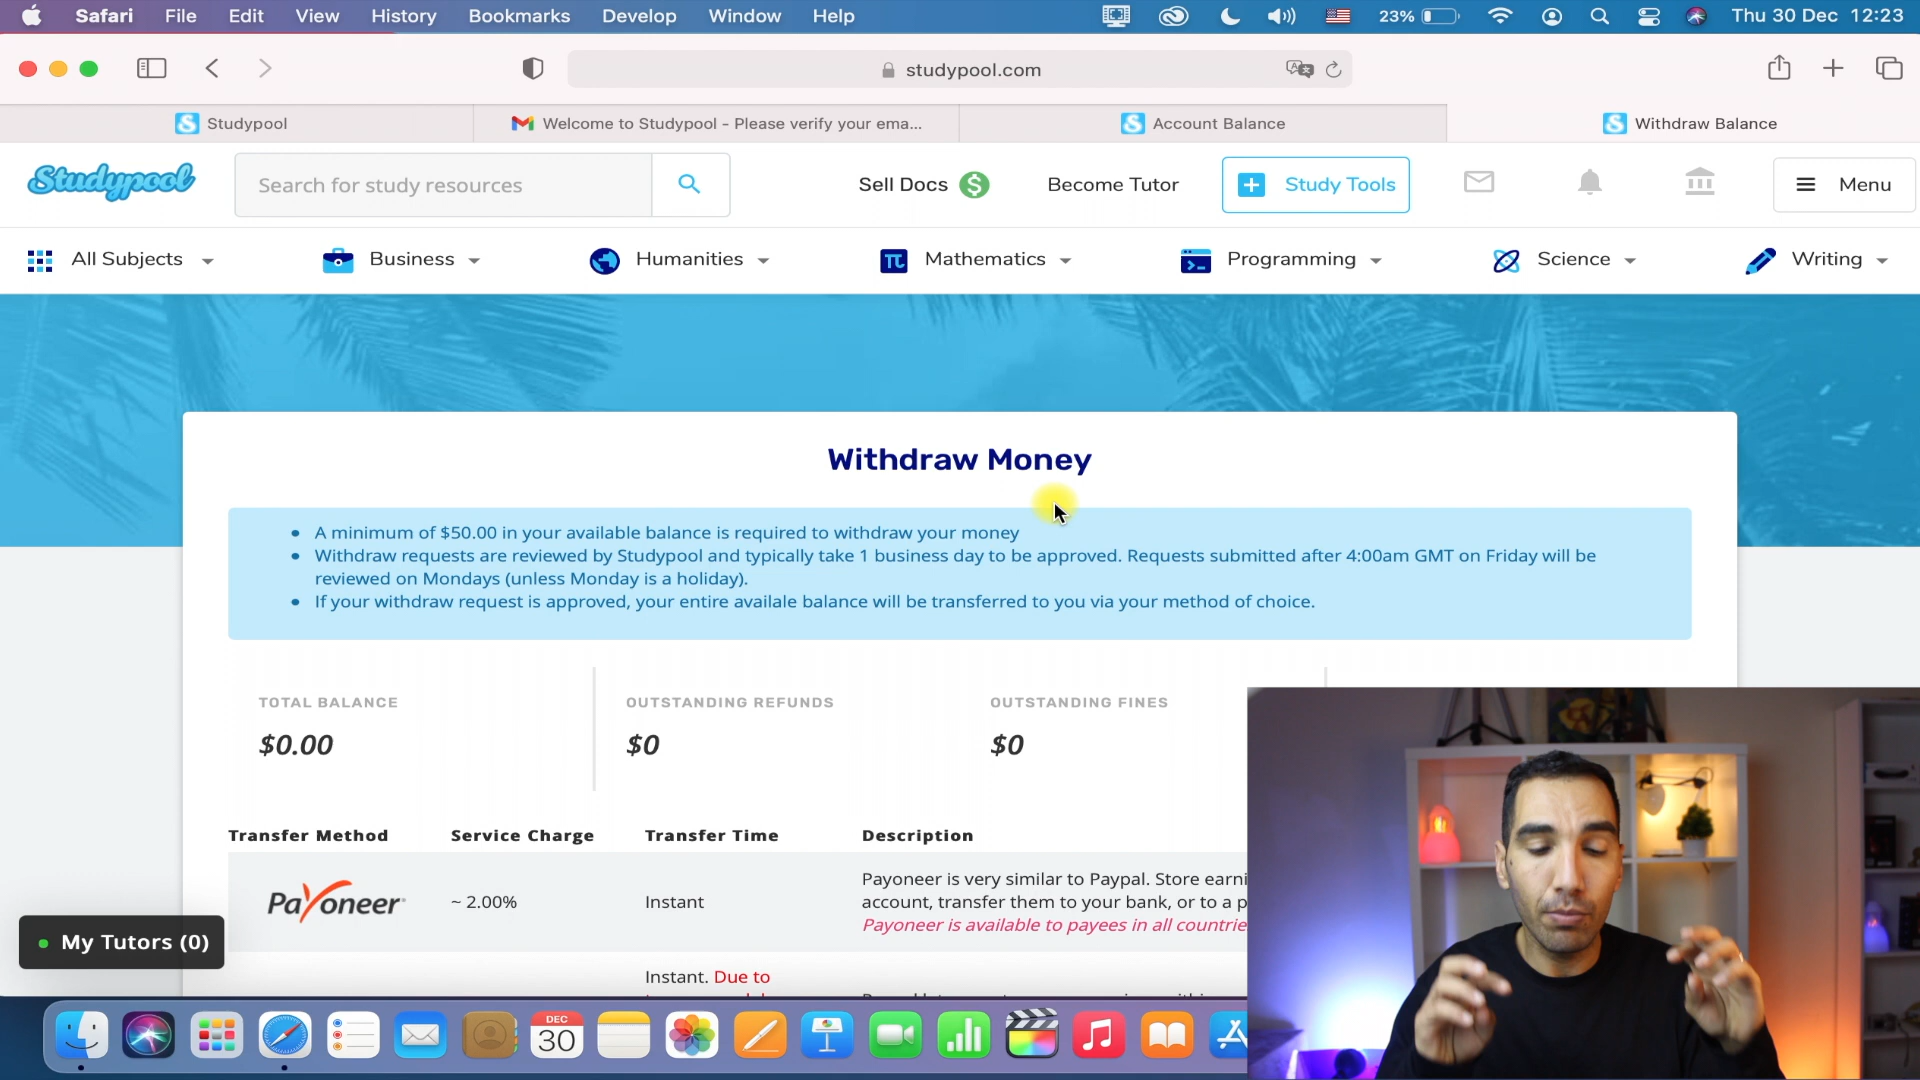 Safari File Edit View History Bookmarks Develop Window Help 23% Thu 30 Dec 12:23
studypool.com
Studypool
Welcome to Studypool - Please verify your ema...
Account Balance
Withdraw Balance
Studypool
Search for study resources
Sell Docs
Become Tutor
Study Tools
Menu
All Subjects
Business
Humanities
Mathematics
Programming
Science
Writing
Withdraw Money
• A minimum of $50.00 in your available balance is required to withdraw your money
• Withdraw requests are reviewed by Studypool and typically take 1 business day to be approved. Requests submitted after 4:00am GMT on Friday will be
reviewed on Mondays (unless Monday is a holiday).
• If your withdraw request is approved, your entire availale balance will be transferred to you via your method of choice.
TOTAL BALANCE
$0.00
OUTSTANDING REFUNDS
$0
OUTSTANDING FINES
$0
Transfer Method Service Charge Transfer Time Description
Payoneer
~ 2.00%
Instant
Payoneer is very similar to Paypal. Store earni
account, transfer them to your bank, or to a p
Payoneer is available to payees in all countrie
My Tutors (0)
Instant. Due to
DEC
30